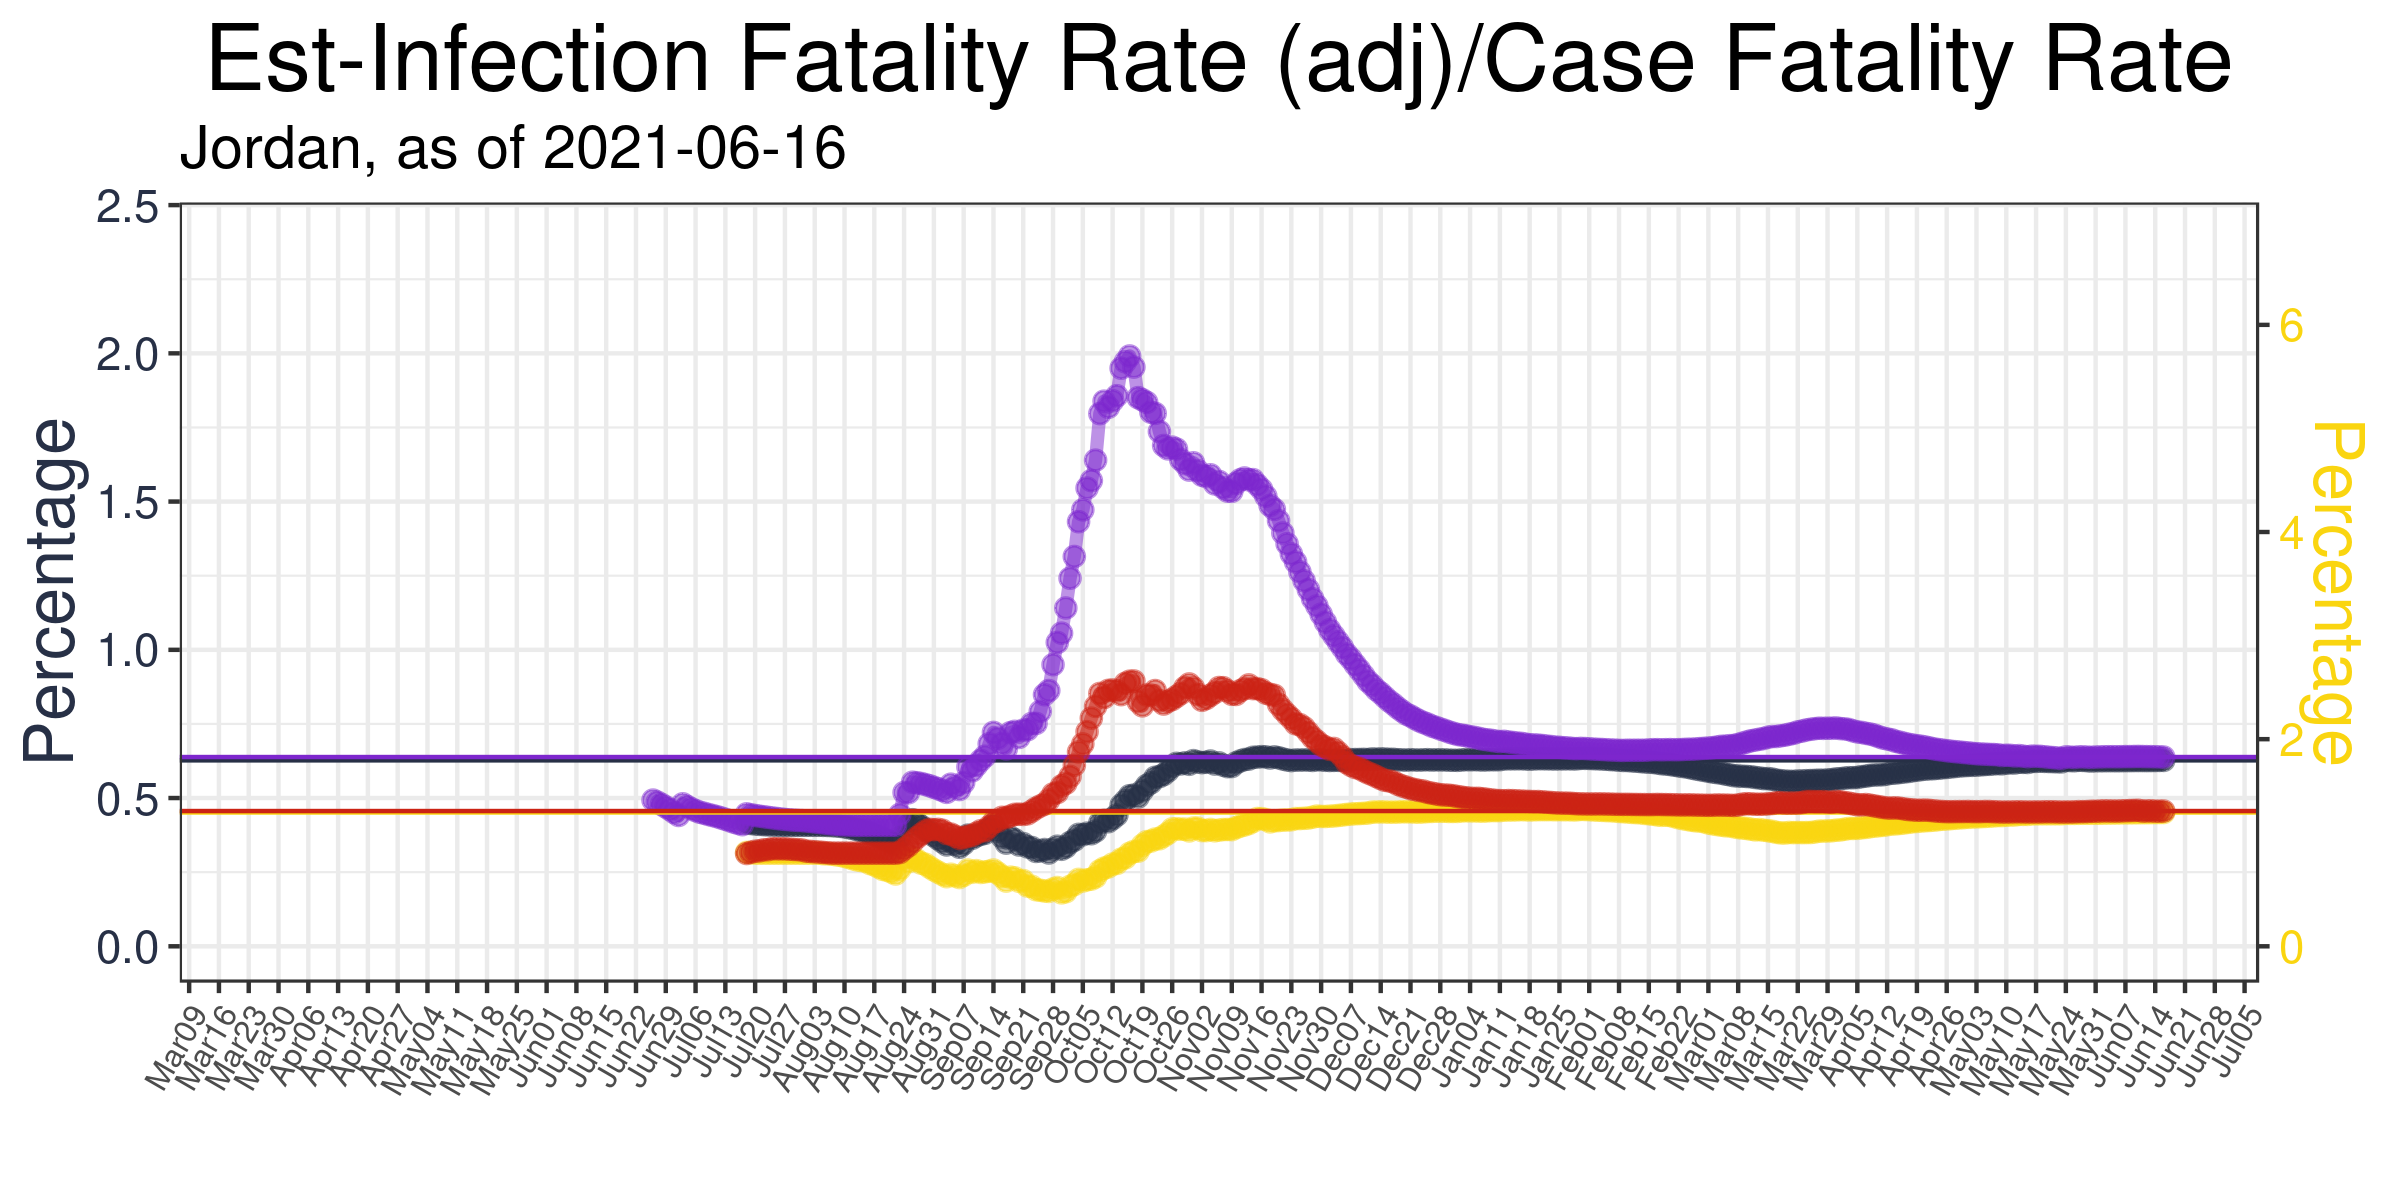 Est-Infection Fatality Rate (adj)/Case Fatality Rate
Jordan, as of 2021-06-16
Percentage
2.5
2.0
1.5
1.0
0.5
0.0
6
4
2
0
Percentage
Mar09
Mar16
Mar23
Mar30
Apr06
Apr13
Apr20
Apr27
May04
May11
May18
May25
Jun01
Jun08
Jun15
Jun22
Jun29
Jul06
Jul13
Jul20
Jul27
Aug03
Aug10
Aug17
Aug24
Aug31
Sep07
Sep14
Sep21
Sep28
Oct05
Oct12
Oct19
Oct26
Nov02
Nov09
Nov16
Nov23
Nov30
Dec07
Dec14
Dec21
Dec28
Jan04
Jan11
Jan18
Jan25
Feb01
Feb08
Feb15
Feb22
Mar01
Mar08
Mar15
Mar22
Mar29
Apr05
Apr12
Apr19
Apr26
May03
May10
May17
May24
May31
Jun07
Jun14
Jun21
Jun28
Jul05